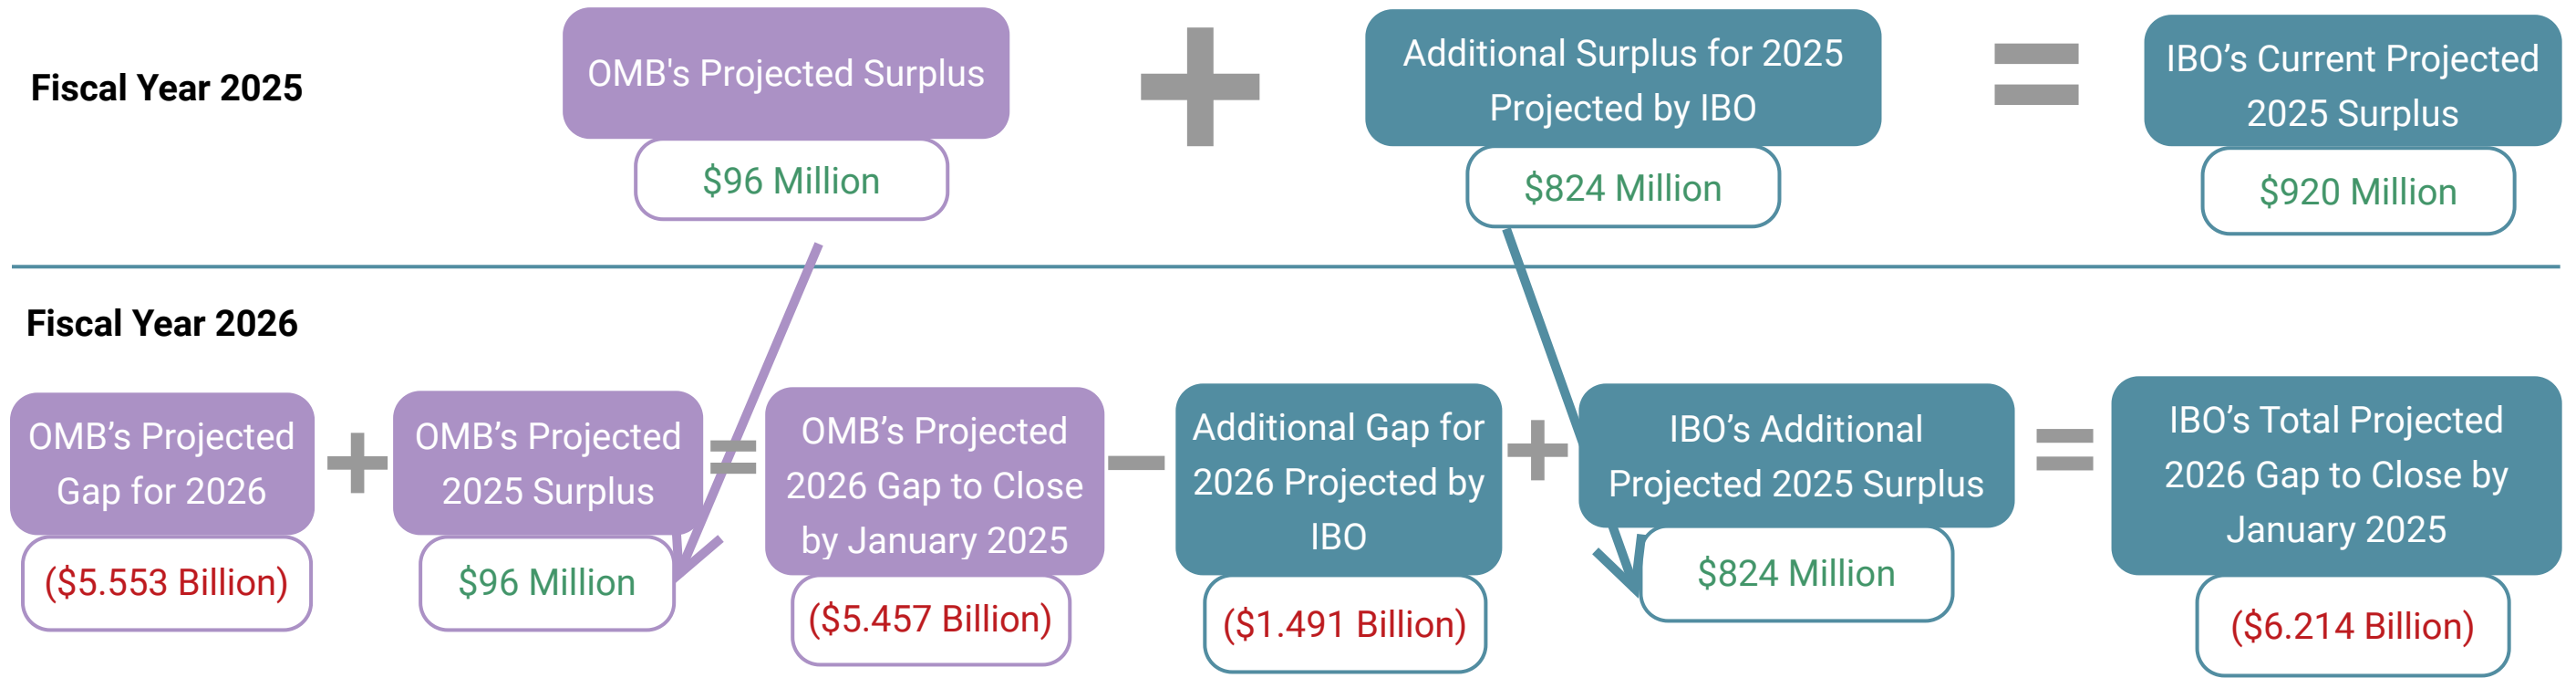 Fiscal Year 2025
OMB's Projected Surplus
$96 Million
+
Additional Surplus for 2025
Projected by IBO
$824 Million
=
IBO’s Current Projected
2025 Surplus
$920 Million
Fiscal Year 2026
OMB’s Projected
Gap for 2026
($5.553 Billion)
+
OMB’s Projected
2025 Surplus
$96 Million
=
OMB’s Projected
2026 Gap to Close
by January 2025
($5.457 Billion)
−
Additional Gap for
2026 Projected by
IBO
($1.491 Billion)
+
IBO’s Additional
Projected 2025 Surplus
$824 Million
=
IBO’s Total Projected
2026 Gap to Close by
January 2025
($6.214 Billion)